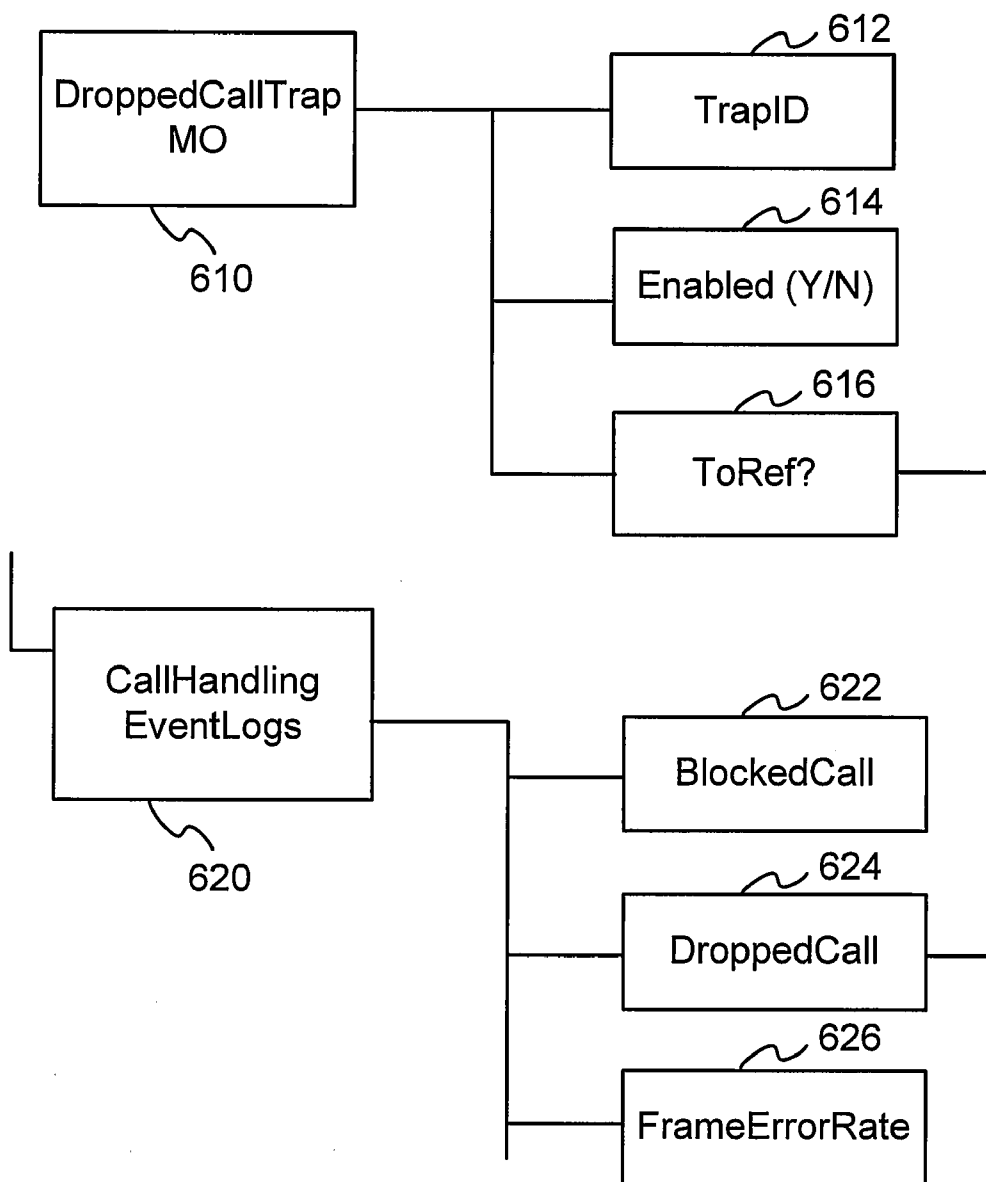 612
DroppedCallTrap
MO
TrapID
614
610
Enabled (Y/N)
616
ToRef?
CallHandling
EventLogs
622
BlockedCall
620
624
DroppedCall
626
FrameErrorRate